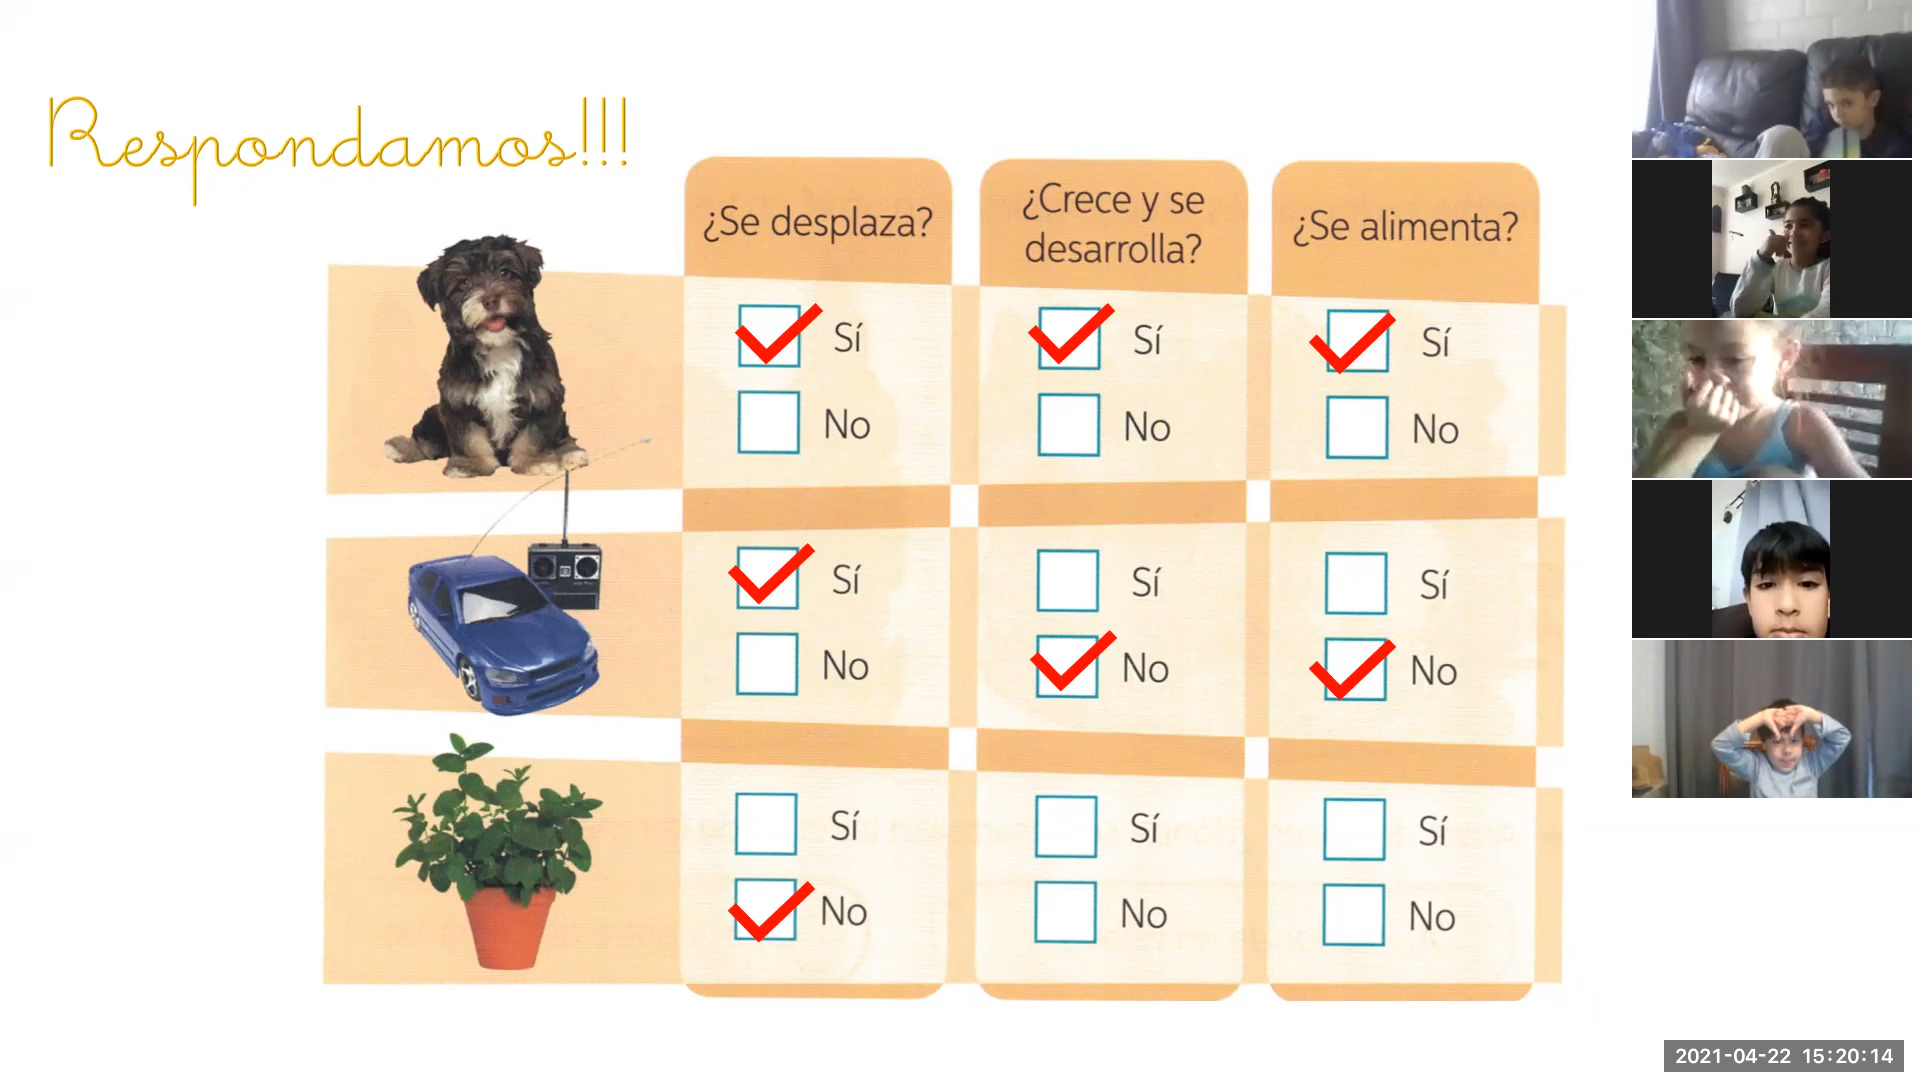 Respondamos!!!
¿Se desplaza?
¿Crece y se
desarrolla?
¿Se alimenta?
Sí
Sí
Sí
No
No
No
Sí
Sí
Sí
No
No
No
Sí
Sí
Sí
No
No
No
2021-04-22 15:20:14